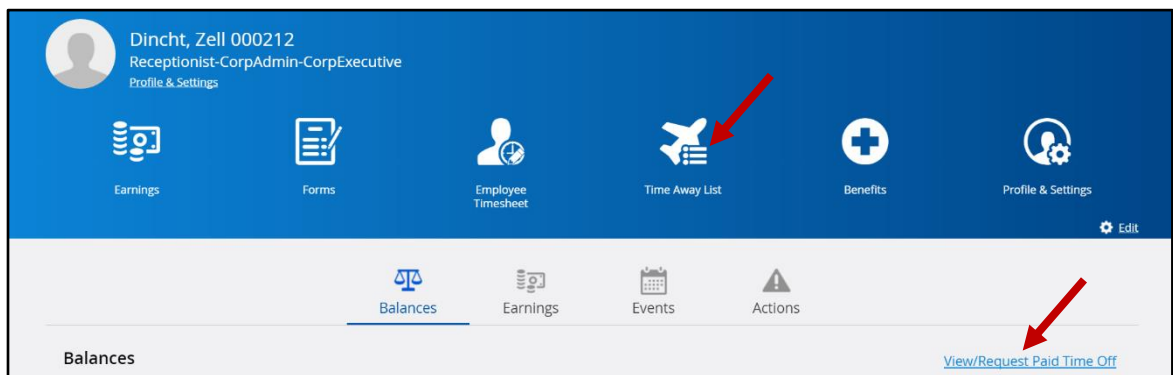 Dincht, Zell 000212
Receptionist-CorpAdmin-CorpExecutive
Profile & Settings
Earnings
Forms
Employee
Timesheet
Time Away List
Benefits
Profile & Settings
Edit
Balances
Earnings
Events
Actions
Balances
View/Request Paid Time Off